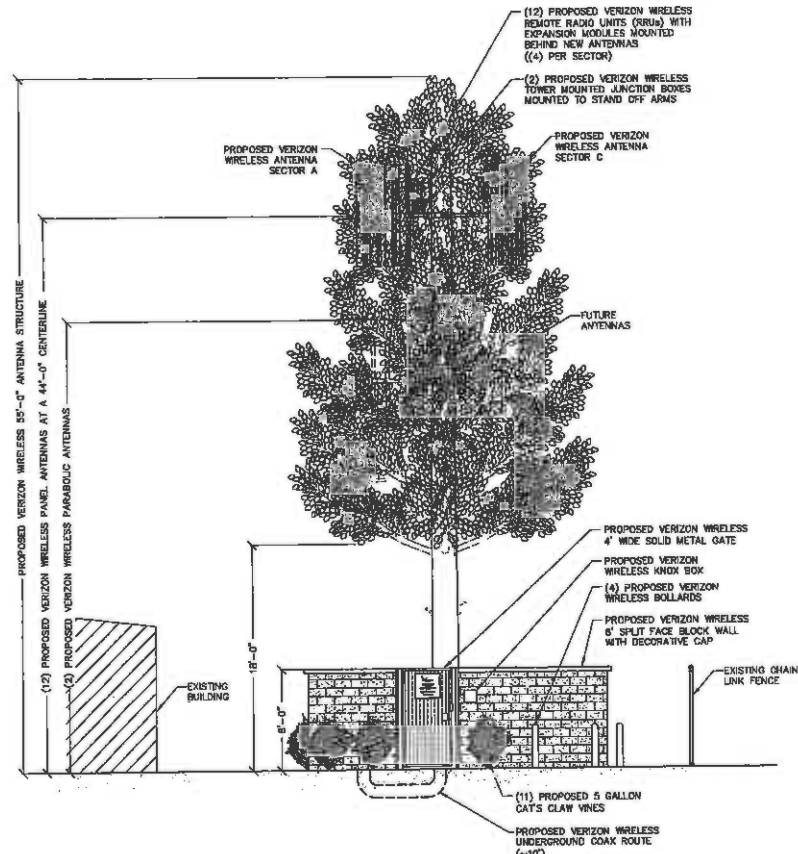 (12) PROPOSED VERIZON WIRELESS
REMOTE RADIO UNITS (RRUs) WITH
EXPANSION MODULES MOUNTED
BEHIND NEW ANTENNAS
((4) PER SECTOR)
(2) PROPOSED VERIZON WIRELESS
TOWER MOUNTED JUNCTION BOXES
MOUNTED TO STAND OFF ARMS
PROPOSED VERIZON
WIRELESS ANTENNA
SECTOR A
PROPOSED VERIZON
WIRELESS ANTENNA
SECTOR C
PROPOSED VERIZON WIRELESS 55'-0" ANTENNA STRUCTURE
(12) PROPOSED VERIZON WIRELESS PANEL ANTENNAS AT A 44'-0" CENTERLINE
(2) PROPOSED VERIZON WIRELESS PARABOLIC ANTENNAS
FUTURE
ANTENNAS
PROPOSED VERIZON WIRELESS
4' WIDE SOLID METAL GATE
PROPOSED VERIZON
WIRELESS KNOX BOX
(4) PROPOSED VERIZON
WIRELESS BOLLARDS
PROPOSED VERIZON WIRELESS
8' SPLIT FACE BLOCK WALL
WITH DECORATIVE CAP
18'-0"
8'-0"
EXISTING
BUILDING
EXISTING CHAIN
LINK FENCE
(11) PROPOSED 5 GALLON
CAT'S CLAW VINES
PROPOSED VERIZON WIRELESS
UNDERGROUND COAX ROUTE
(±10')